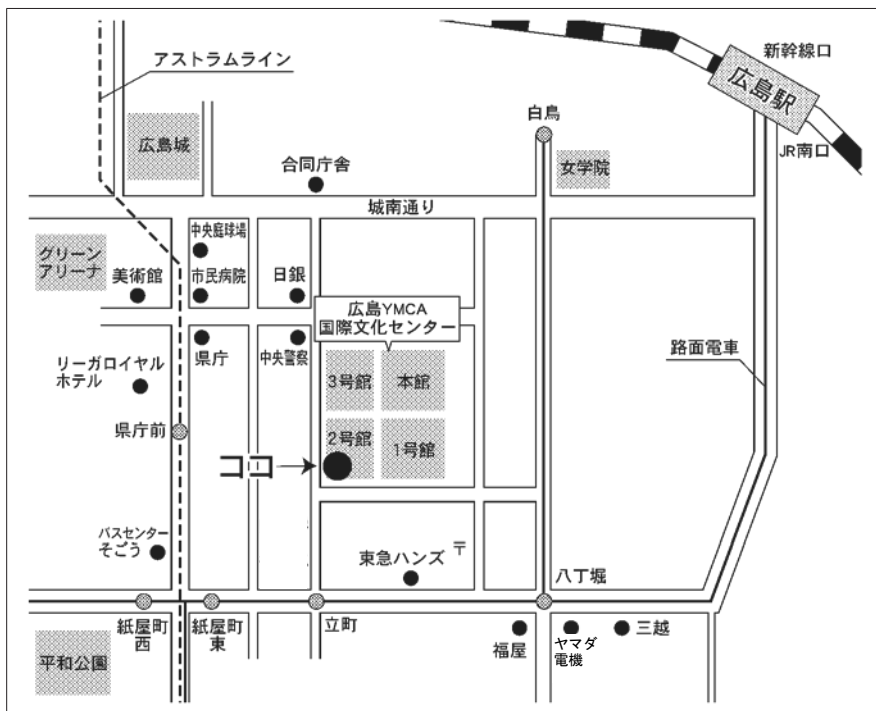 アストラムライン
新幹線口
広島駅
JR南口
白鳥
広島城
合同庁舎
女学院
城南通り
中央庭球場
グリーン
アリーナ
美術館
市民病院
日銀
広島YMCA
国際文化センター
路面電車
県庁
中央警察
リーガロイヤル
ホテル
3号館
本館
県庁前
2号館
1号館
ココ
バスセンター
そごう
東急ハンズ
〒
八丁堀
紙屋町
西
紙屋町
東
立町
福屋
ヤマダ
電機
三越
平和公園